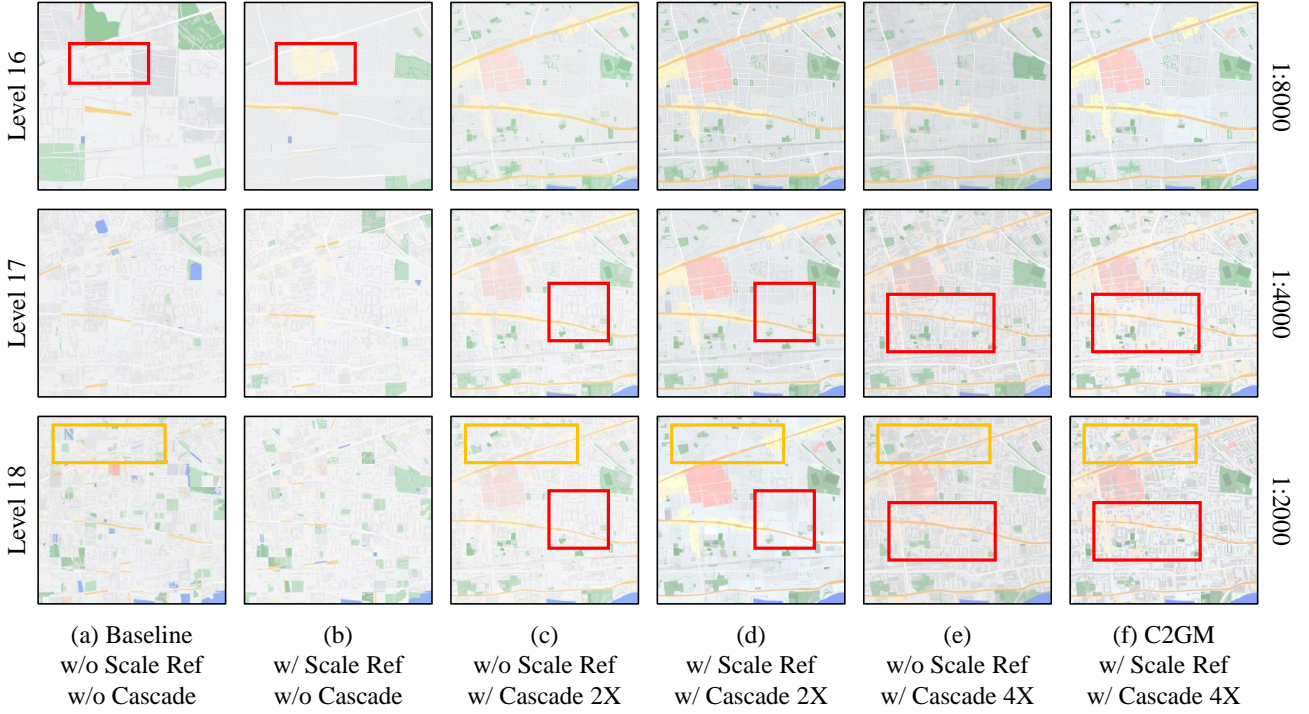 Level 16
1:8000
Level 17
1:4000
Level 18
1:2000
(a) Baseline
w/o Scale Ref
w/o Cascade
(b)
w/ Scale Ref
w/o Cascade
(c)
w/o Scale Ref
w/ Cascade 2X
(d)
w/ Scale Ref
w/ Cascade 2X
(e)
w/o Scale Ref
w/ Cascade 4X
(f) C2GM
w/ Scale Ref
w/ Cascade 4X